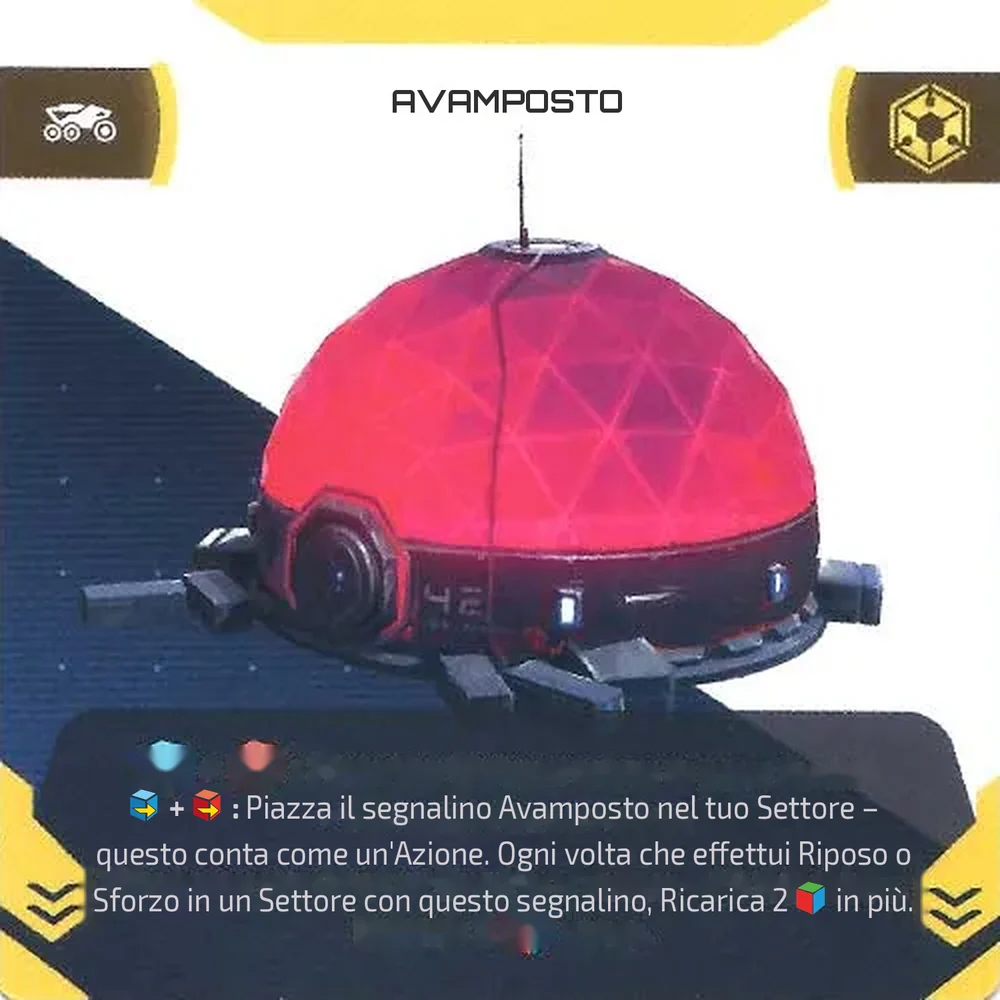 AVAMPOSTO
42
+ : Piazza il segnalino Avamposto nel tuo Settore –
questo conta come un'Azione. Ogni volta che effettui Riposo o
Sforzo in un Settore con questo segnalino, Ricarica 2 in più.